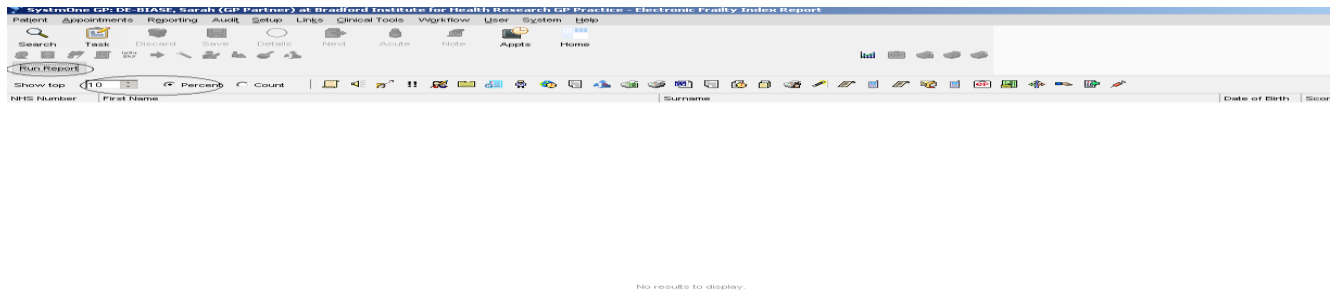 SystmOne GP: DE-BIASE, Sarah (GP Partner) at Bradford Institute for Health Research GP Practice - Electronic Frailty Index Report
Patient Appointments Reporting Audit Setup Links Clinical Tools Workflow User System Help
Search Task Discard Save Details Next Acute Note Appts Home
Run Report
Show top 10 Percent Count
NHS Number First Name Surname Date of Birth Scor
No results to display.